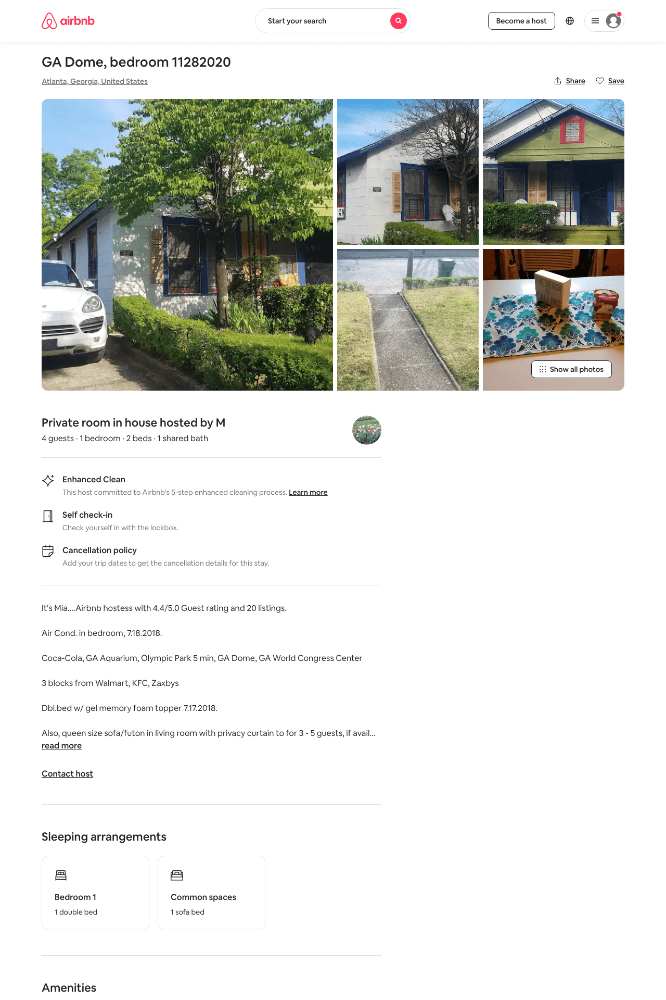 airbnb
Start your search
Become a host
GA Dome, bedroom 11282020
Atlanta, Georgia, United States
Share
Save
224
THE BEACH
IS
CALLING
Show all photos
Private room in house hosted by M
4 guests · 1 bedroom · 2 beds · 1 shared bath
Enhanced Clean
This host committed to Airbnb's 5-step enhanced cleaning process. Learn more
Self check-in
Check yourself in with the lockbox.
Cancellation policy
Add your trip dates to get the cancellation details for this stay.
It's Mia....Airbnb hostess with 4.4/5.0 Guest rating and 20 listings.
Air Cond. in bedroom, 7.18.2018.
Coca-Cola, GA Aquarium, Olympic Park 5 min, GA Dome, GA World Congress Center
3 blocks from Walmart, KFC, Zaxbys
Dbl.bed w/ gel memory foam topper 7.17.2018.
Also, queen size sofa/futon in living room with privacy curtain to for 3 - 5 guests, if avail...
read more
Contact host
Sleeping arrangements
Bedroom 1
1 double bed
Common spaces
1 sofa bed
Amenities